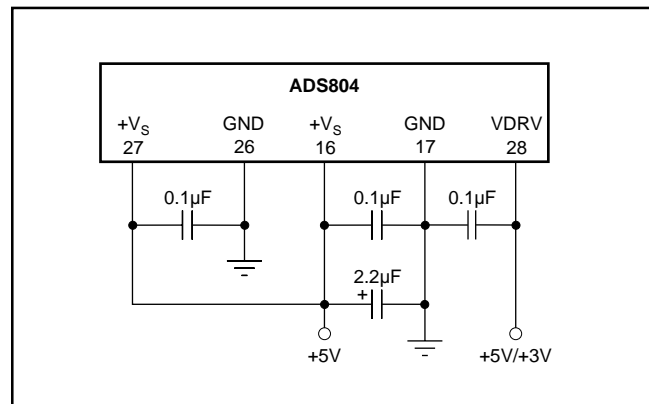 ADS804
+VS GND +VS GND VDRV
27 26 16 17 28
0.1µF 0.1µF 0.1µF
2.2µF
+
+5V +5V/+3V